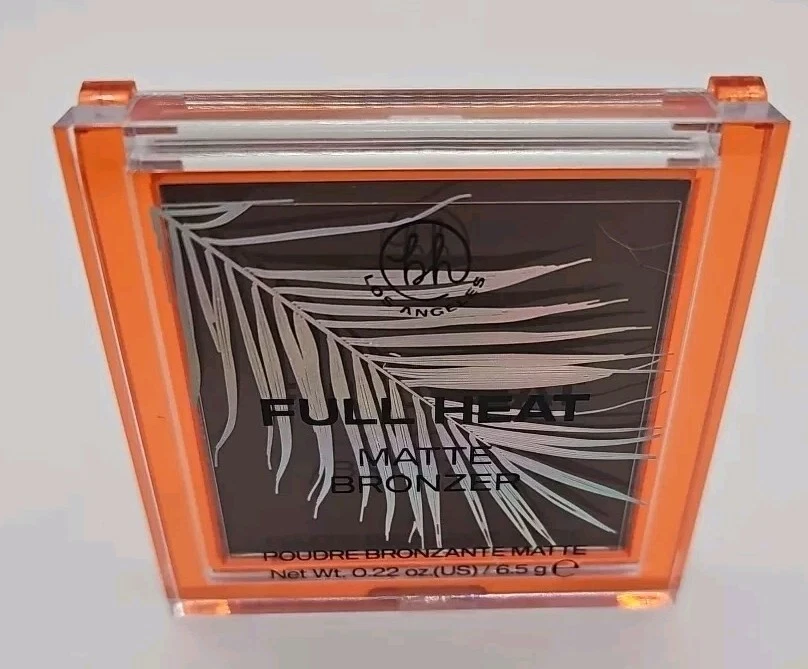 bh
LOS ANGELES
FULL HEAT
MATTE
BRONZER
POUDRE BRONZANTE MATTE
Net Wt. 0.22 oz.(US) / 6.5 g ℮